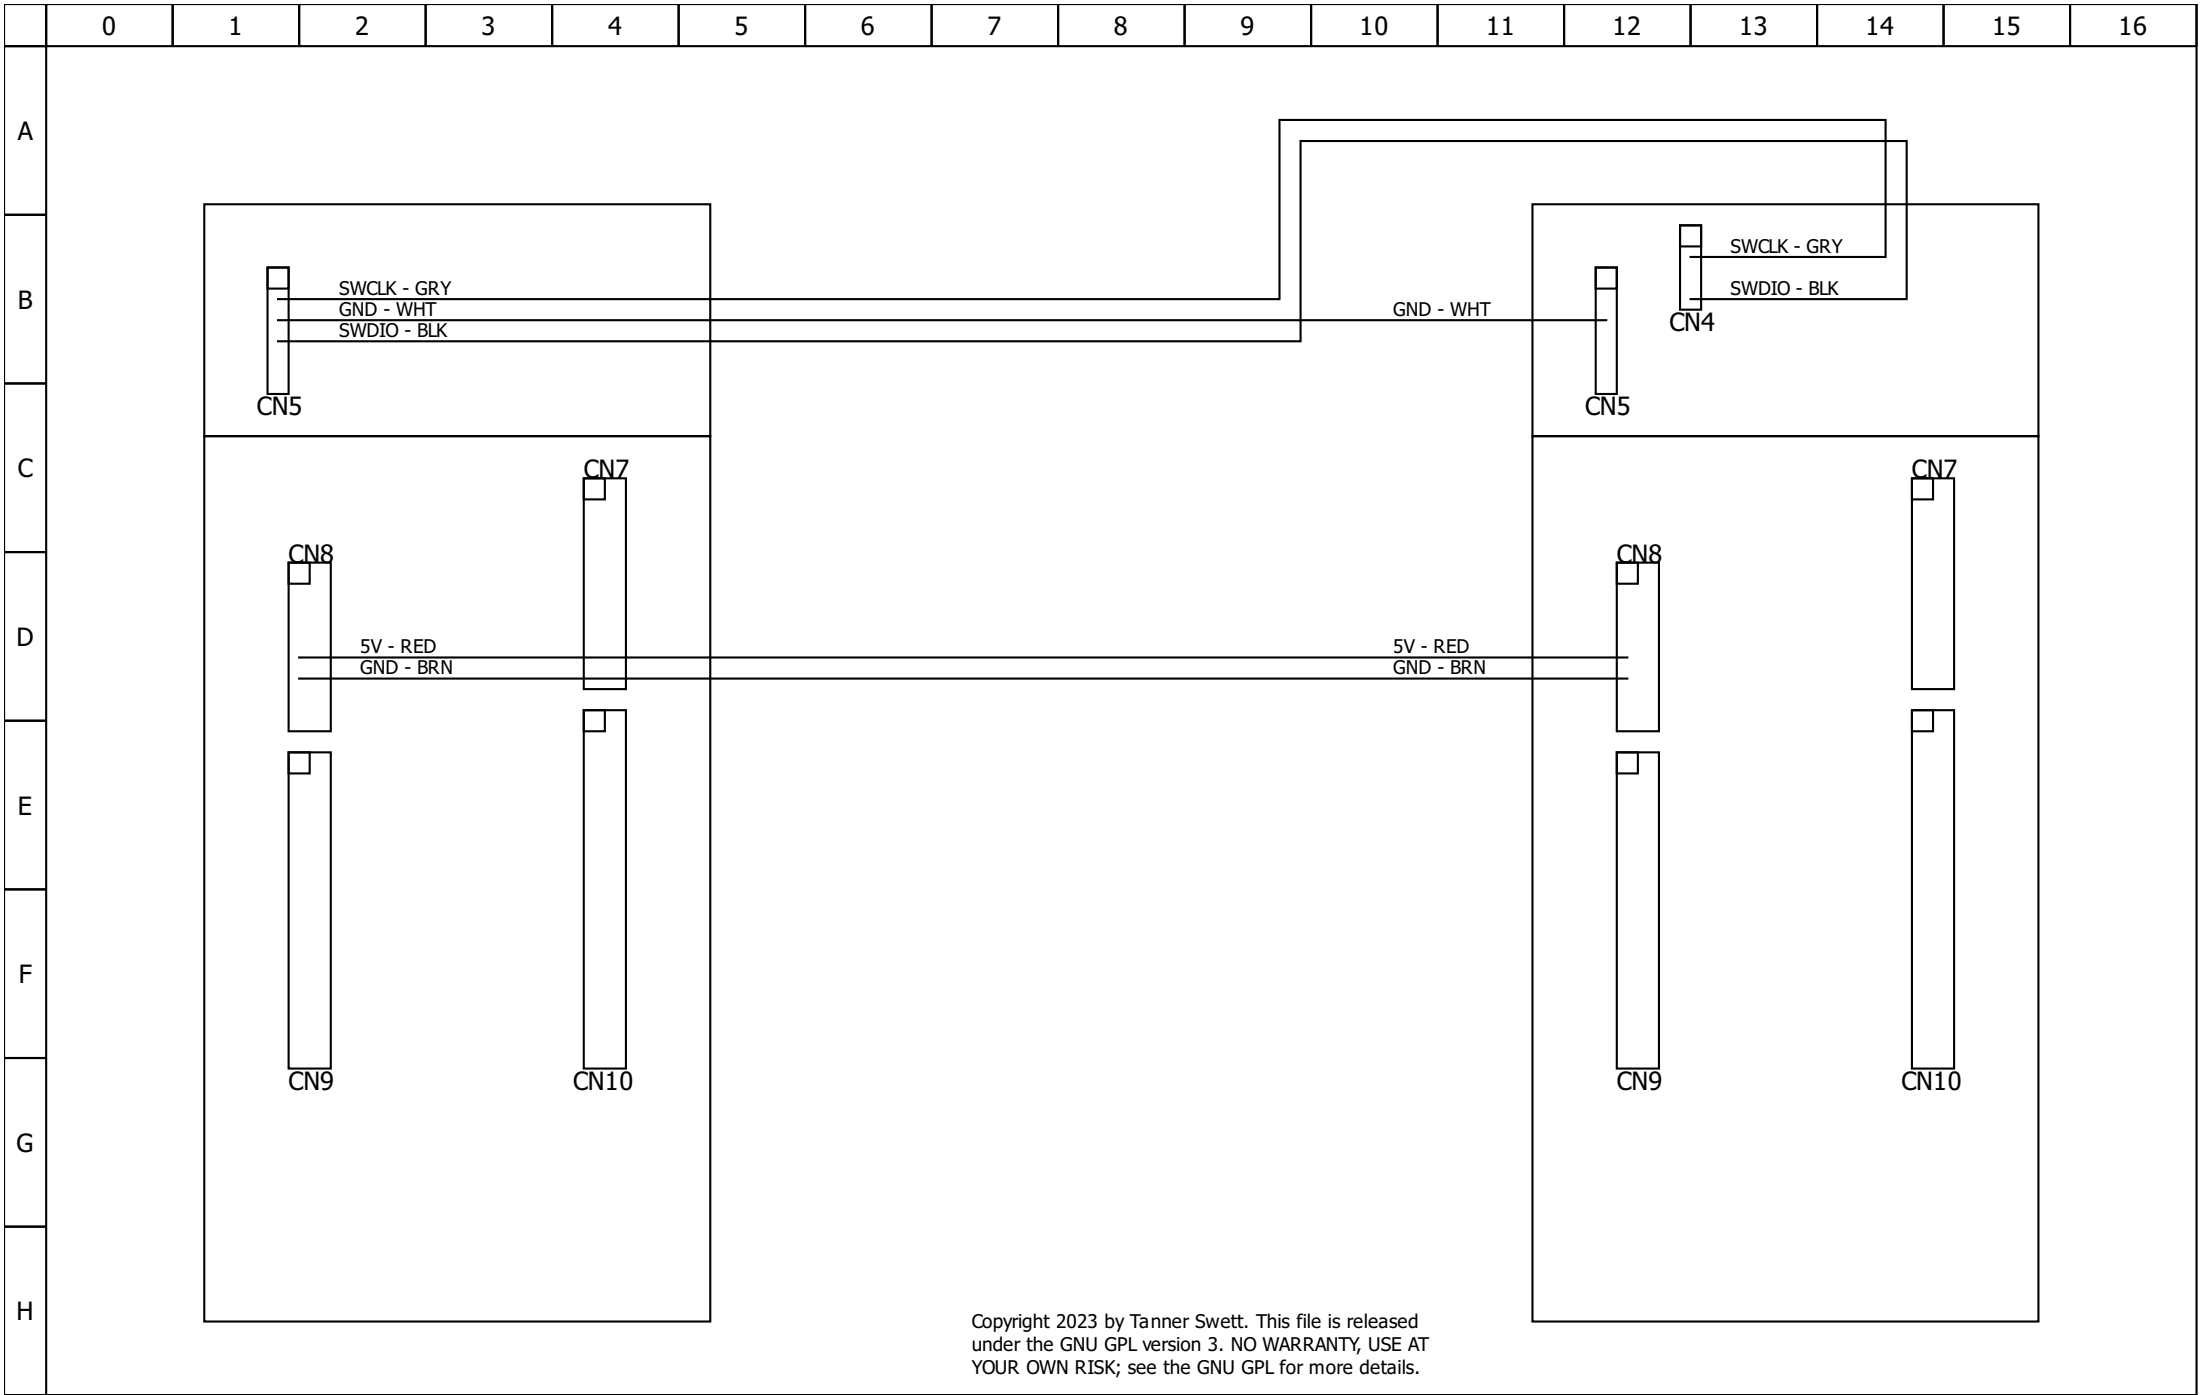 0 1 2 3 4 5 6 7 8 9 10 11 12 13 14 15 16
A
B
SWCLK - GRY
GND - WHT
SWDIO - BLK
CN5
GND - WHT
SWCLK - GRY
SWDIO - BLK
CN4
CN5
C
CN7
CN7
CN8
CN8
D
5V - RED
GND - BRN
5V - RED
GND - BRN
E
F
CN9
CN10
CN9
CN10
G
H
Copyright 2023 by Tanner Swett. This file is released
under the GNU GPL version 3. NO WARRANTY, USE AT
YOUR OWN RISK; see the GNU GPL for more details.